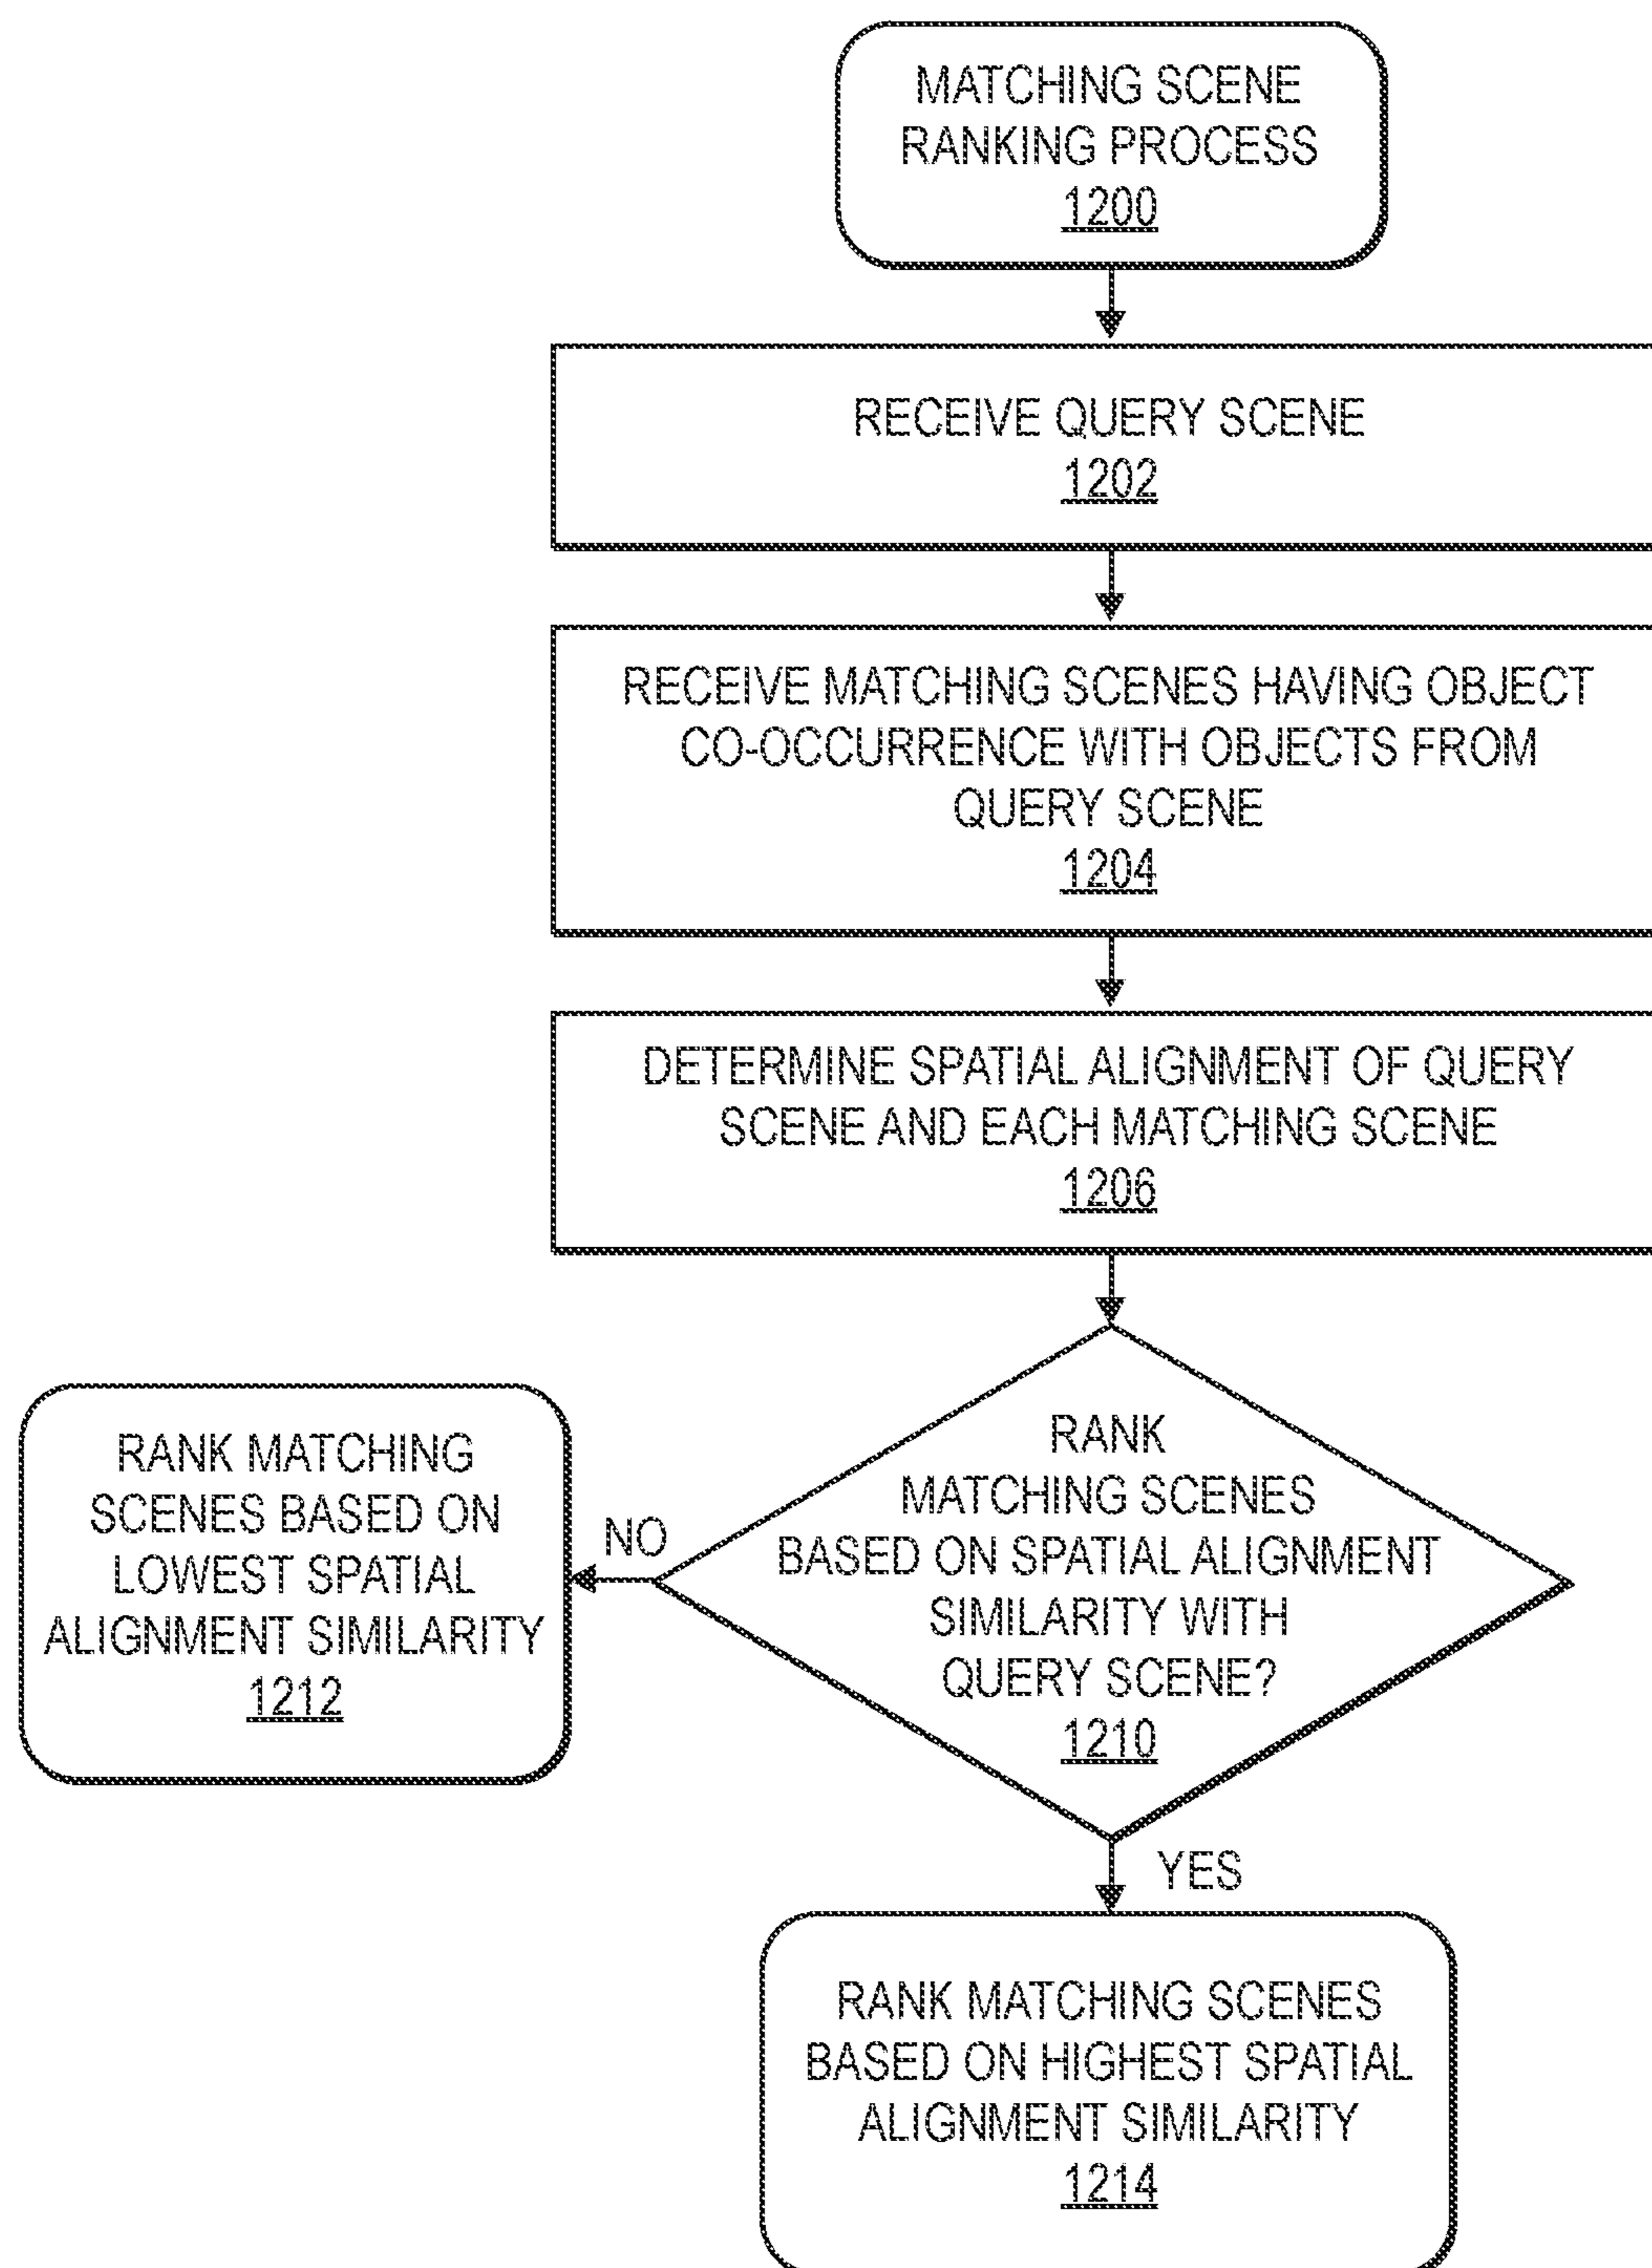 MATCHING SCENE
RANKING PROCESS
1200
RECEIVE QUERY SCENE
1202
RECEIVE MATCHING SCENES HAVING OBJECT
CO-OCCURRENCE WITH OBJECTS FROM
QUERY SCENE
1204
DETERMINE SPATIAL ALIGNMENT OF QUERY
SCENE AND EACH MATCHING SCENE
1206
RANK
MATCHING SCENES
BASED ON SPATIAL ALIGNMENT
SIMILARITY WITH
QUERY SCENE?
1210
NO
RANK MATCHING
SCENES BASED ON
LOWEST SPATIAL
ALIGNMENT SIMILARITY
1212
YES
RANK MATCHING SCENES
BASED ON HIGHEST SPATIAL
ALIGNMENT SIMILARITY
1214